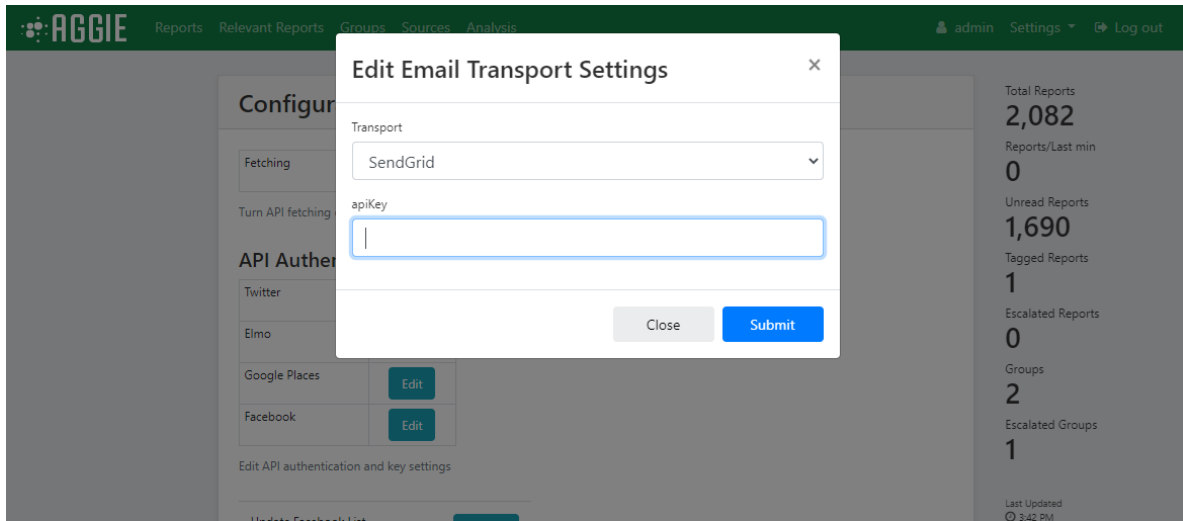 AGGIE Reports Relevant Reports Groups Sources Analysis admin Settings Log out
Edit Email Transport Settings ×
Transport
SendGrid
apiKey
Close Submit
Configur
Fetching
Turn API fetching
API Auther
Twitter
Elmo
Google Places Edit
Facebook Edit
Edit API authentication and key settings
Total Reports
2,082
Reports/Last min
0
Unread Reports
1,690
Tagged Reports
1
Escalated Reports
0
Groups
2
Escalated Groups
1
Last Updated
3:42 PM